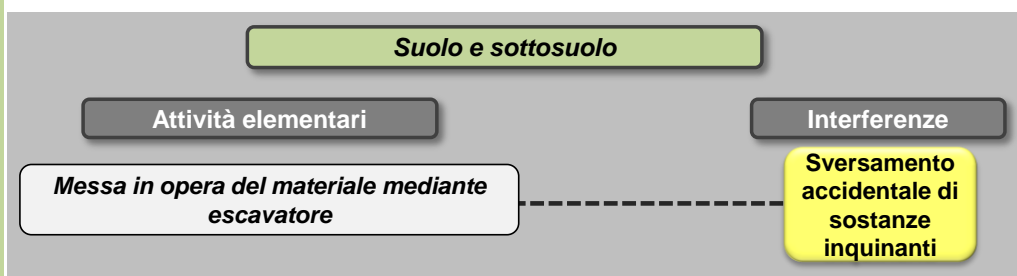 Suolo e sottosuolo
Attività elementari
Interferenze
Messa in opera del materiale mediante
escavatore
Sversamento
accidentale di
sostanze
inquinanti